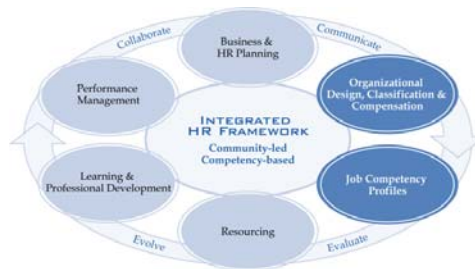 Collaborate
Business &
HR Planning
Communicate
Performance
Management
Organizational
Design, Classification &
Compensation
INTEGRATED
HR FRAMEWORK
Community-led
Competency-based
Learning &
Professional Development
Job Competency
Profiles
Resourcing
Evolve
Evaluate